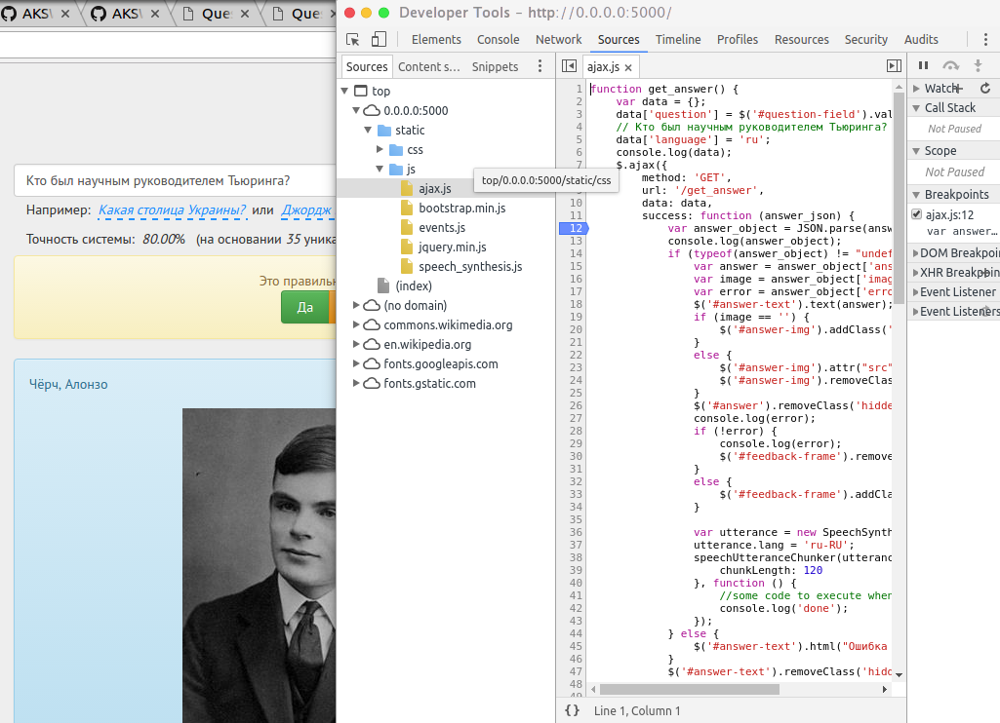 AKSW
AKSW
Ques
Ques
Developer Tools - http://0.0.0.0:5000/
Elements Console Network Sources Timeline Profiles Resources Security Audits
Sources Content s... Snippets
ajax.js
top
0.0.0.0:5000
static
css
js
ajax.js
bootstrap.min.js
events.js
jquery.min.js
speech_synthesis.js
(index)
(no domain)
commons.wikimedia.org
en.wikipedia.org
fonts.googleapis.com
fonts.gstatic.com
top/0.0.0.0:5000/static/css
Кто был научным руководителем Тьюринга?
Например: Какая столица Украины? или Джордж
Точность системы: 80.00% (на основании 35 уника
Это правильн
Да
Чёрч, Алонзо
1 function get_answer() {
2 var data = {};
3 data['question'] = $('#question-field').val
4 // Кто был научным руководителем Тьюринга?
5 data['language'] = 'ru';
6 console.log(data);
7 $.ajax({
8 method: 'GET',
9 url: '/get_answer',
10 data: data,
11 success: function (answer_json) {
12 var answer_object = JSON.parse(answ
13 console.log(answer_object);
14 if (typeof(answer_object) != "undef
15 var answer = answer_object['ans
16 var image = answer_object['imag
17 var error = answer_object['erro
18 $('#answer-text').text(answer);
19 if (image == '') {
20 $('#answer-img').addClass('
21 }
22 else {
23 $('#answer-img').attr("src"
24 $('#answer-img').removeClas
25 }
26 $('#answer').removeClass('hidde
27 console.log(error);
28 if (!error) {
29 console.log(error);
30 $('#feedback-frame').remove
31 }
32 else {
33 $('#feedback-frame').addCla
34 }
35
36 var utterance = new SpeechSynth
37 utterance.lang = 'ru-RU';
38 speechUtteranceChunker(utteranc
39 chunkLength: 120
40 }, function () {
41 //some code to execute when
42 console.log('done');
43 });
44 } else {
45 $('#answer-text').html("Ошибка
46 }
47 $('#answer-text').removeClass('hidd
48
49
{} Line 1, Column 1
Watch
Call Stack
Not Paused
Scope
Not Paused
Breakpoints
ajax.js:12
var answer...
DOM Breakpoin
XHR Breakpoin
Event Listener
Event Listeners